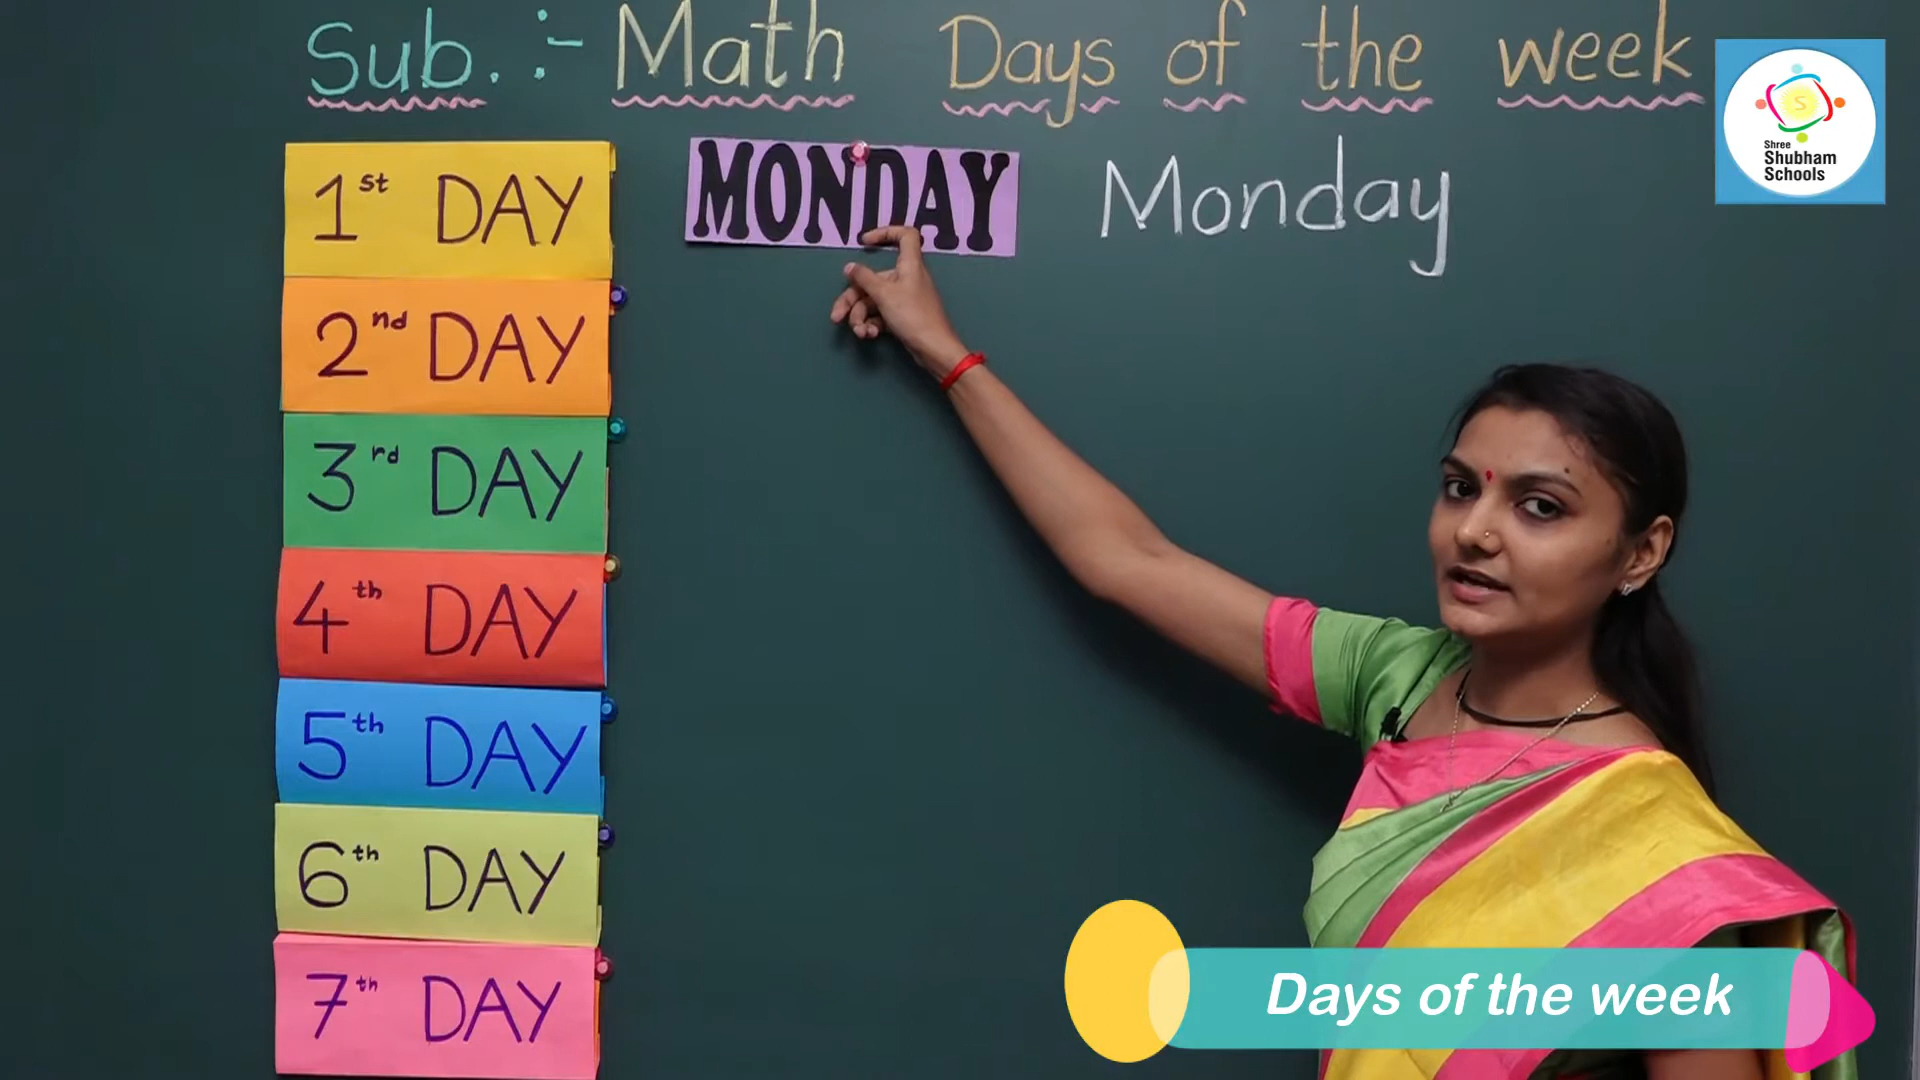 Sub. :- Math Days of the week
Shree
Shubham
Schools
1st DAY MONDAY Monday
2nd DAY
3rd DAY
4th DAY
5th DAY
6th DAY
7th DAY
Days of the week